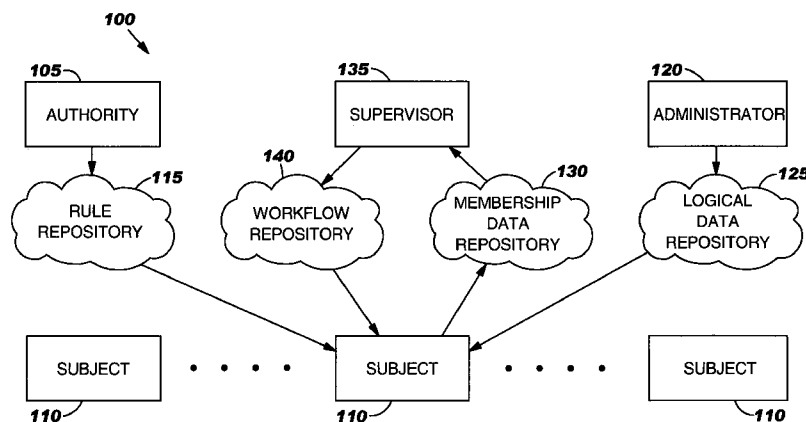 100
105
135
120
AUTHORITY
SUPERVISOR
ADMINISTRATOR
115
140
130
125
RULE
REPOSITORY
WORKFLOW
REPOSITORY
MEMBERSHIP
DATA
REPOSITORY
LOGICAL
DATA
REPOSITORY
SUBJECT
SUBJECT
SUBJECT
110
110
110